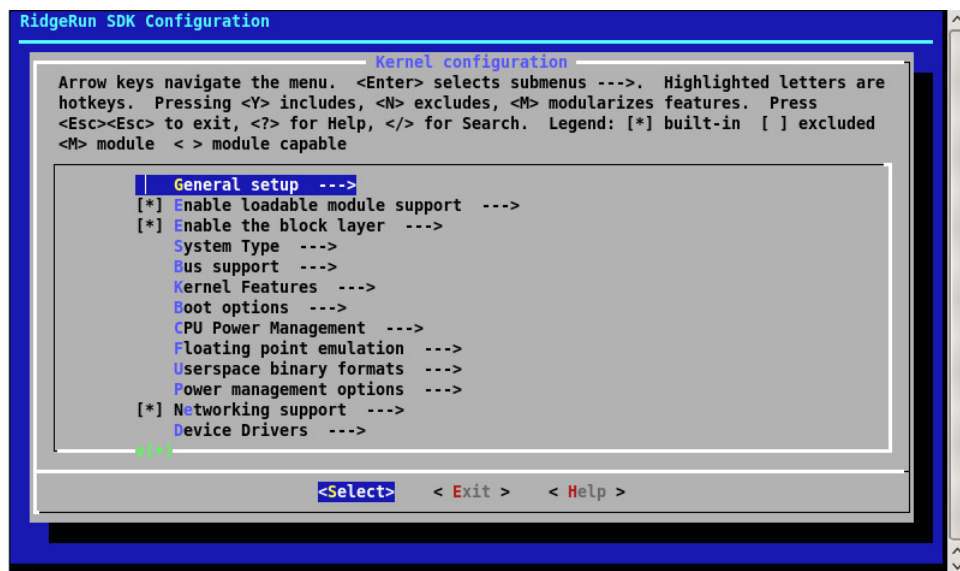 RidgeRun SDK Configuration
Kernel configuration
Arrow keys navigate the menu.  <Enter> selects submenus --->.  Highlighted letters are
hotkeys.  Pressing <Y> includes, <N> excludes, <M> modularizes features.  Press
<Esc><Esc> to exit, <?> for Help, </> for Search.  Legend: [*] built-in  [ ] excluded
<M> module  < > module capable
General setup  --->
[*] Enable loadable module support  --->
[*] Enable the block layer  --->
System Type  --->
Bus support  --->
Kernel Features  --->
Boot options  --->
CPU Power Management  --->
Floating point emulation  --->
Userspace binary formats  --->
Power management options  --->
[*] Networking support  --->
Device Drivers  --->
v(+)
<Select>    < Exit >    < Help >